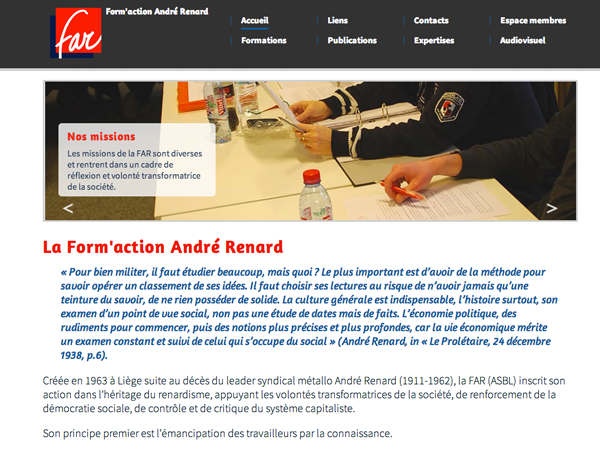 far
Form'action André Renard
Accueil
Liens
Contacts
Espace membres
Formations
Publications
Expertises
Audiovisuel
Nos missions
Les missions de la FAR sont diverses
et rentrent dans un cadre de
réflexion et volonté transformatrice
de la société.
<
>
La Form'action André Renard
« Pour bien militer, il faut étudier beaucoup, mais quoi ? Le plus important est d'avoir de la méthode pour
savoir opérer un classement de ses idées. Il faut choisir ses lectures au risque de n'avoir jamais qu'une
teinture du savoir, de ne rien posséder de solide. La culture générale est indispensable, l'histoire surtout, son
examen d'un point de vue social, non pas une étude de dates mais de faits. L'économie politique, des
rudiments pour commencer, puis des notions plus précises et plus profondes, car la vie économique mérite
un examen constant et suivi de celui qui s'occupe du social » (André Renard, in « Le Prolétaire, 24 décembre
1938, p.6).
Créée en 1963 à Liège suite au décès du leader syndical métallo André Renard (1911-1962), la FAR (ASBL) inscrit son
action dans l'héritage du renardisme, appuyant les volontés transformatrices de la société, de renforcement de la
démocratie sociale, de contrôle et de critique du système capitaliste.
Son principe premier est l'émancipation des travailleurs par la connaissance.